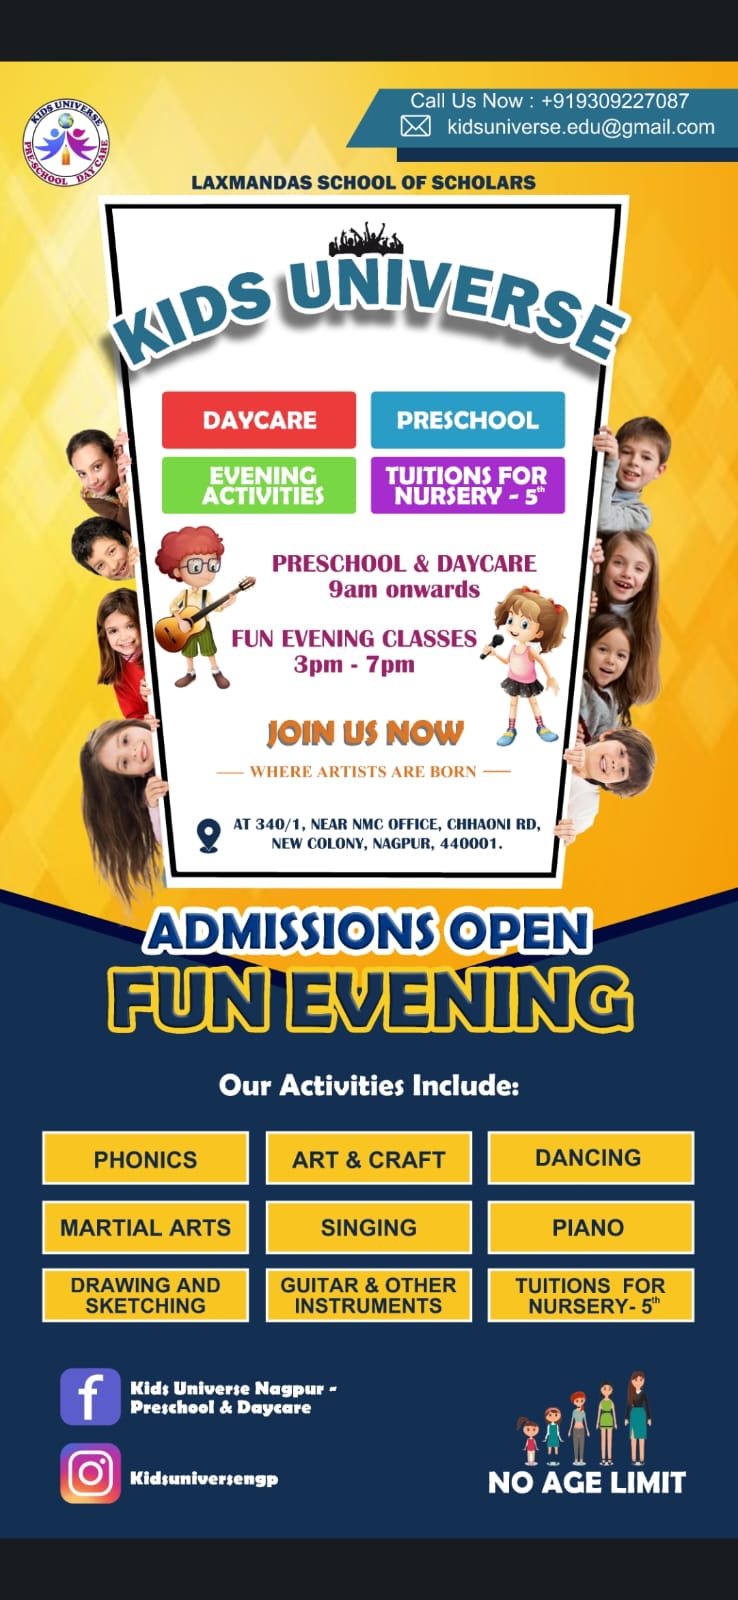 Call Us Now : +919309227087
kidsuniverse.edu@gmail.com
KIDS UNIVERSE
PRE-SCHOOL DAY CARE
LAXMANDAS SCHOOL OF SCHOLARS
KIDS UNIVERSE
DAYCARE
PRESCHOOL
EVENING
ACTIVITIES
TUITIONS FOR
NURSERY - 5th
PRESCHOOL & DAYCARE
9am onwards
FUN EVENING CLASSES
3pm - 7pm
JOIN US NOW
WHERE ARTISTS ARE BORN
AT 340/1, NEAR NMC OFFICE, CHHAONI RD,
NEW COLONY, NAGPUR, 440001.
ADMISSIONS OPEN
FUN EVENING
Our Activities Include:
PHONICS
ART & CRAFT
DANCING
MARTIAL ARTS
SINGING
PIANO
DRAWING AND
SKETCHING
GUITAR & OTHER
INSTRUMENTS
TUITIONS FOR
NURSERY- 5th
Kids Universe Nagpur -
Preschool & Daycare
Kidsuniversengp
NO AGE LIMIT